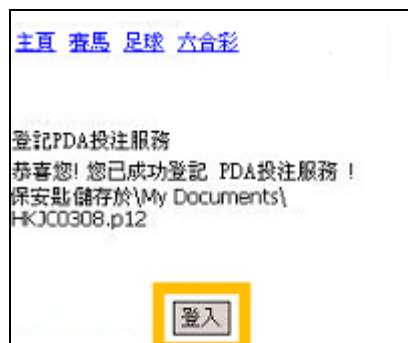 主頁 賽馬 足球 六合彩
登記PDA投注服務
恭喜您! 您已成功登記 PDA投注服務 !
保安匙儲存於\My Documents\
HKJC0308.p12
登入